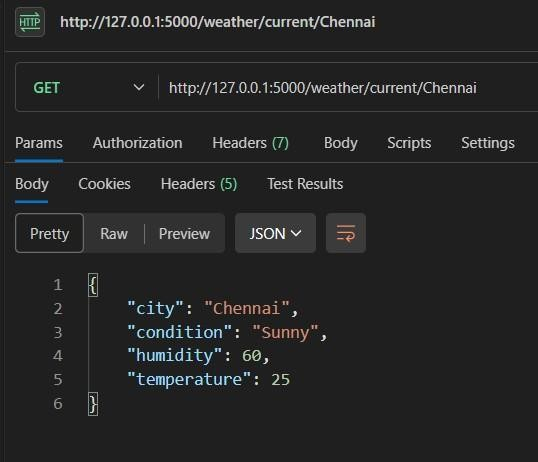 HTTP http://127.0.0.1:5000/weather/current/Chennai
GET http://127.0.0.1:5000/weather/current/Chennai
Params Authorization Headers (7) Body Scripts Settings
Body Cookies Headers (5) Test Results
Pretty Raw Preview JSON
1 {
2 "city": "Chennai",
3 "condition": "Sunny",
4 "humidity": 60,
5 "temperature": 25
6 }